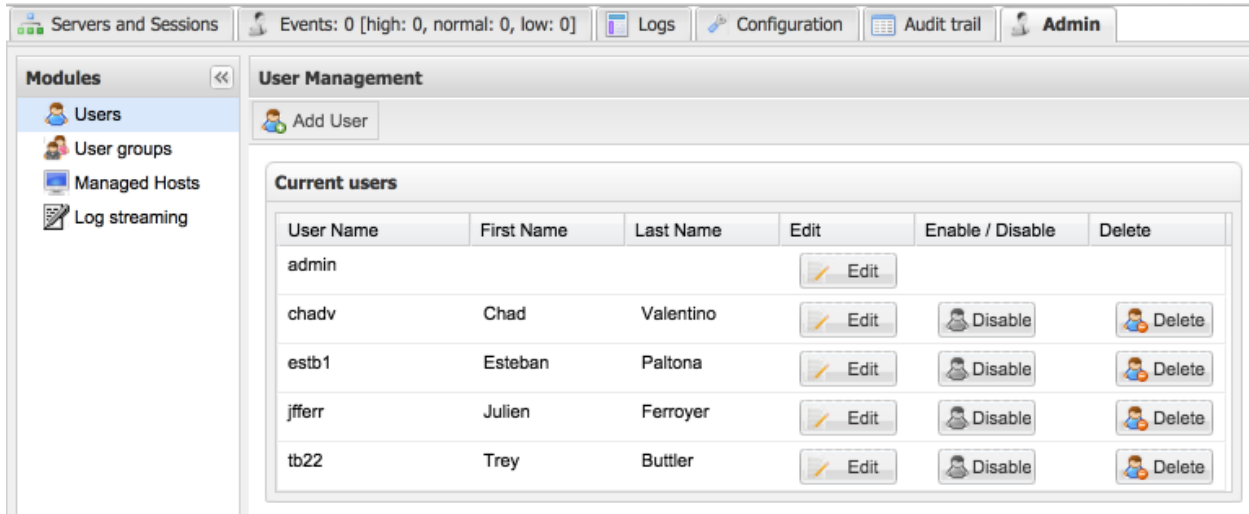 Servers and Sessions Events: 0 [high: 0, normal: 0, low: 0] Logs Configuration Audit trail Admin
Modules
Users
User groups
Managed Hosts
Log streaming
User Management
Add User
Current users
User Name First Name Last Name Edit Enable / Disable Delete
admin Edit
chadv Chad Valentino Edit Disable Delete
estb1 Esteban Paltona Edit Disable Delete
jfferr Julien Ferroyer Edit Disable Delete
tb22 Trey Buttler Edit Disable Delete